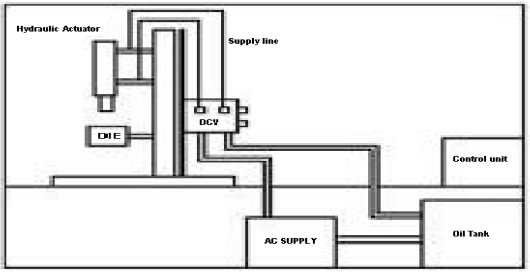 Hydraulic Actuator
Supply line
DCV
DIE
Control unit
Oil Tank
AC SUPPLY